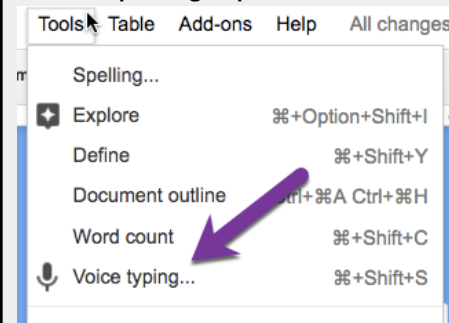 Tools Table Add-ons Help All changes
Spelling...
Explore ⌘+Option+Shift+I
Define ⌘+Shift+Y
Document outline Ctrl+⌘A Ctrl+⌘H
Word count ⌘+Shift+C
Voice typing... ⌘+Shift+S